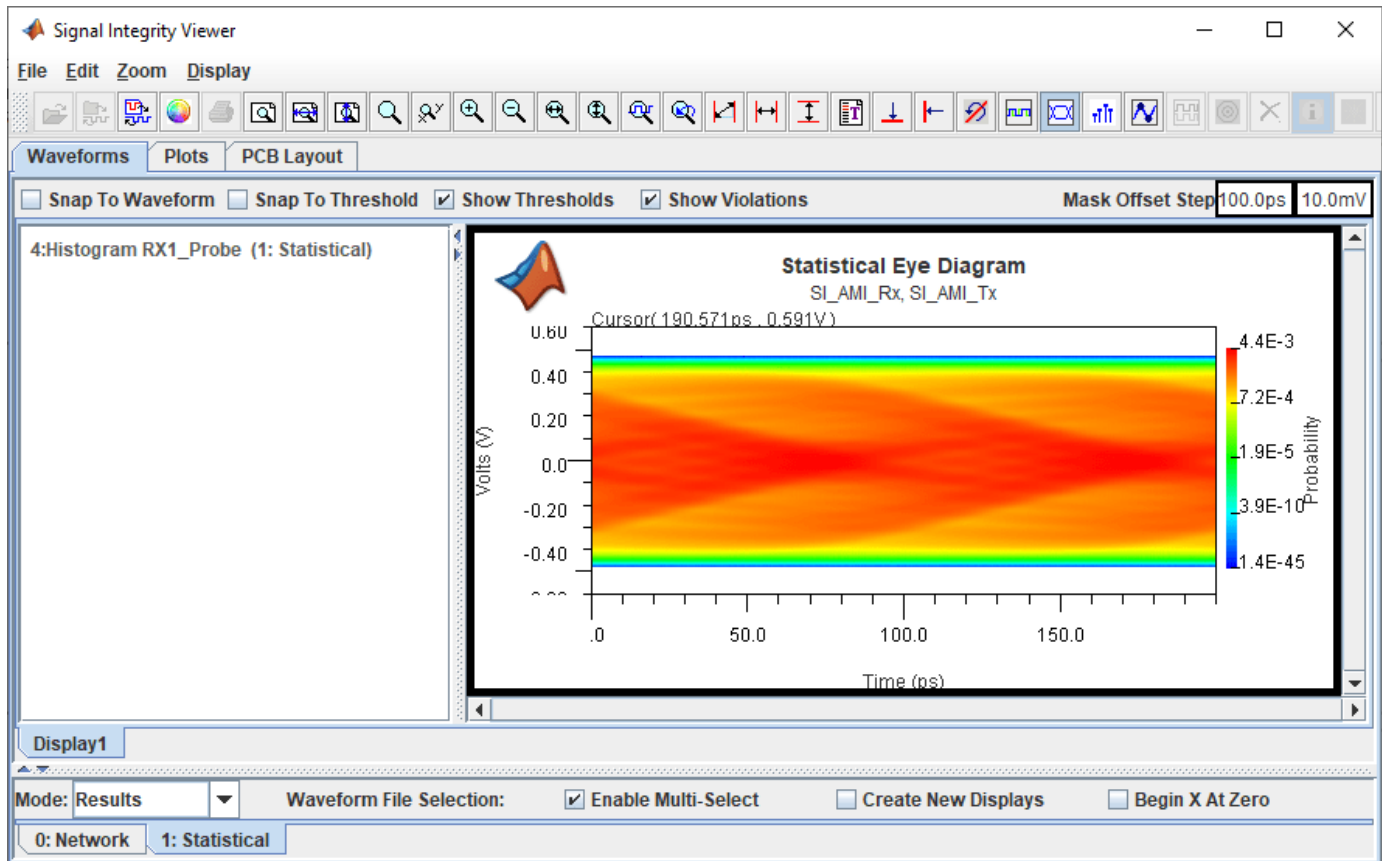 Signal Integrity Viewer
File Edit Zoom Display
Waveforms Plots PCB Layout
Snap To Waveform Snap To Threshold Show Thresholds Show Violations Mask Offset Step 100.0ps 10.0mV
4:Histogram RX1_Probe (1: Statistical)
Statistical Eye Diagram
SI_AMI_Rx, SI_AMI_Tx
Cursor( 190.571ps , 0.591V )
0.60
0.40
0.20
0.0
-0.20
-0.40
Volts (V)
4.4E-3
7.2E-4
1.9E-5
3.9E-10
1.4E-45
Probability
.0 50.0 100.0 150.0
Time (ps)
Display1
Mode: Results Waveform File Selection: Enable Multi-Select Create New Displays Begin X At Zero
0: Network 1: Statistical